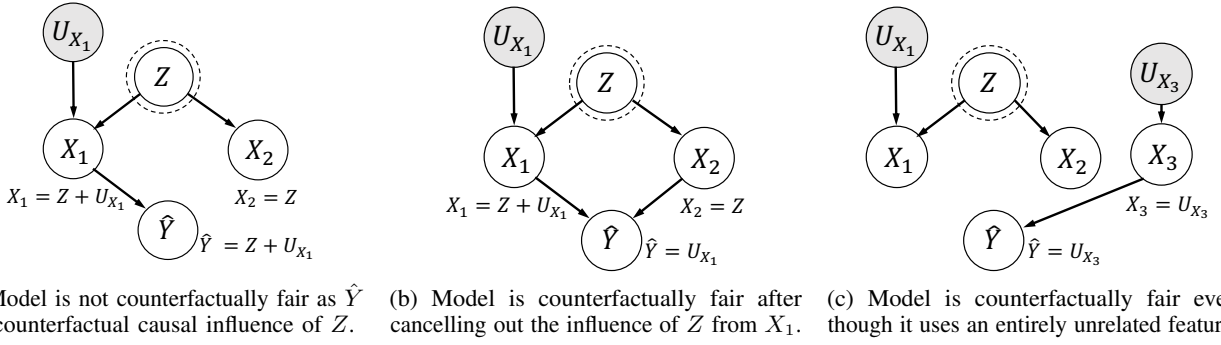 U_{X_1}
Z
X_1
X_2
X_1 = Z + U_{X_1}
X_2 = Z
Ŷ
Ŷ = Z + U_{X_1}
Model is not counterfactually fair as Ŷ
counterfactual causal influence of Z.
U_{X_1}
Z
X_1
X_2
X_1 = Z + U_{X_1}
X_2 = Z
Ŷ
Ŷ = U_{X_1}
(b) Model is counterfactually fair after
cancelling out the influence of Z from X_1.
U_{X_1}
Z
U_{X_3}
X_1
X_2
X_3
X_3 = U_{X_3}
Ŷ
Ŷ = U_{X_3}
(c) Model is counterfactually fair eve
though it uses an entirely unrelated featur